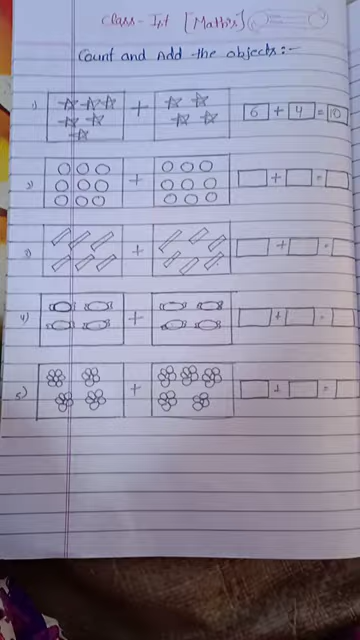 Class- Ist [Maths]
Count and Add the objects:-
1) + 6 + 4 = 10
2) + + =
3) + + =
4) + + =
5) + + =